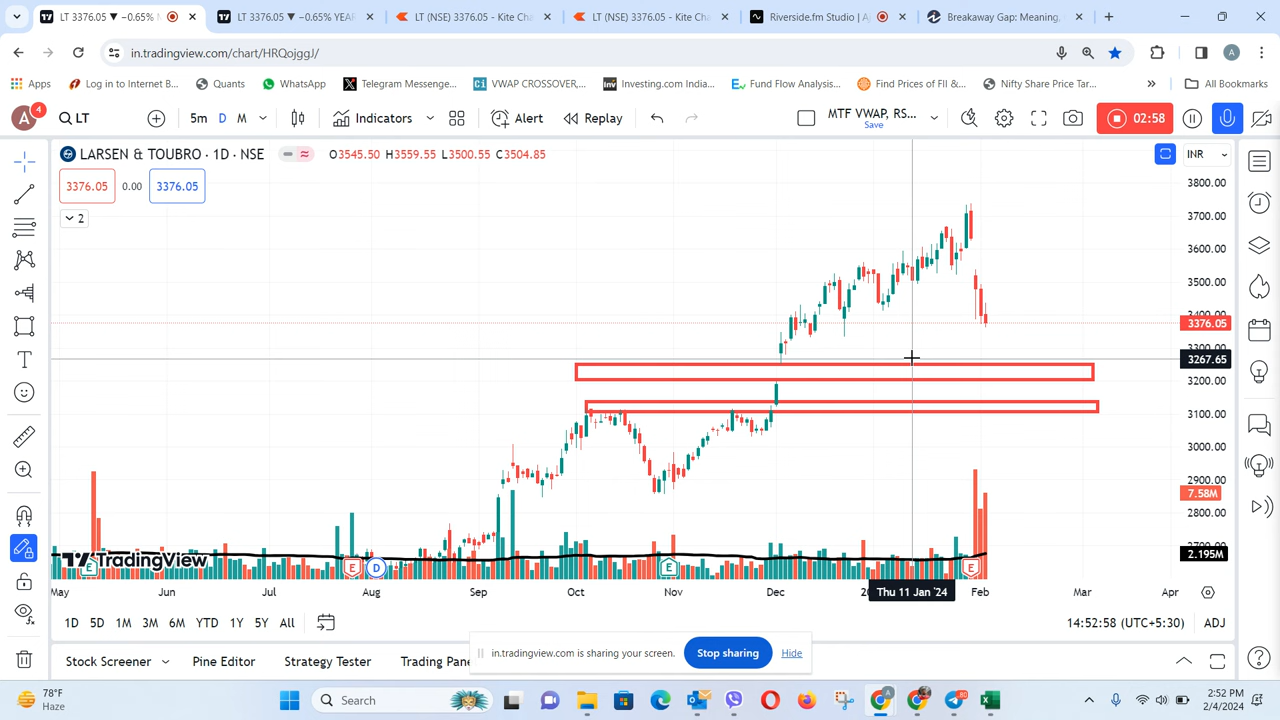 LT 3376.05 ▼ −0.65% M
LT 3376.05 ▼ −0.65% YEAR
LT (NSE) 3376.05 - Kite Cha
LT (NSE) 3376.05 - Kite Cha
Riverside.fm Studio | Aj
Breakaway Gap: Meaning,
in.tradingview.com/chart/HRQojggJ/
A
Apps
Log in to Internet B...
Quants
WhatsApp
Telegram Messenge...
VWAP CROSSOVER,...
Investing.com India...
Fund Flow Analysis...
Find Prices of FII &...
Nifty Share Price Tar...
All Bookmarks
A
4
LT
5m
D
M
Indicators
Alert
Replay
MTF VWAP, RS...
Save
02:58
LARSEN & TOUBRO · 1D · NSE
O3545.50 H3559.55 L3500.55 C3504.85
INR
3376.05
0.00
3376.05
2
3800.00
3700.00
3600.00
3500.00
3400.00
3376.05
3300.00
3267.65
3200.00
3100.00
3000.00
2900.00
7.58M
2800.00
2700.00
2.195M
TradingView
E
E
D
E
E
May
Jun
Jul
Aug
Sep
Oct
Nov
Dec
Thu 11 Jan '24
Feb
Mar
Apr
1D
5D
1M
3M
6M
YTD
1Y
5Y
All
14:52:58 (UTC+5:30)
ADJ
in.tradingview.com is sharing your screen.
Stop sharing
Hide
Stock Screener
Pine Editor
Strategy Tester
Trading Pane
78°F
Haze
Search
2:52 PM
2/4/2024